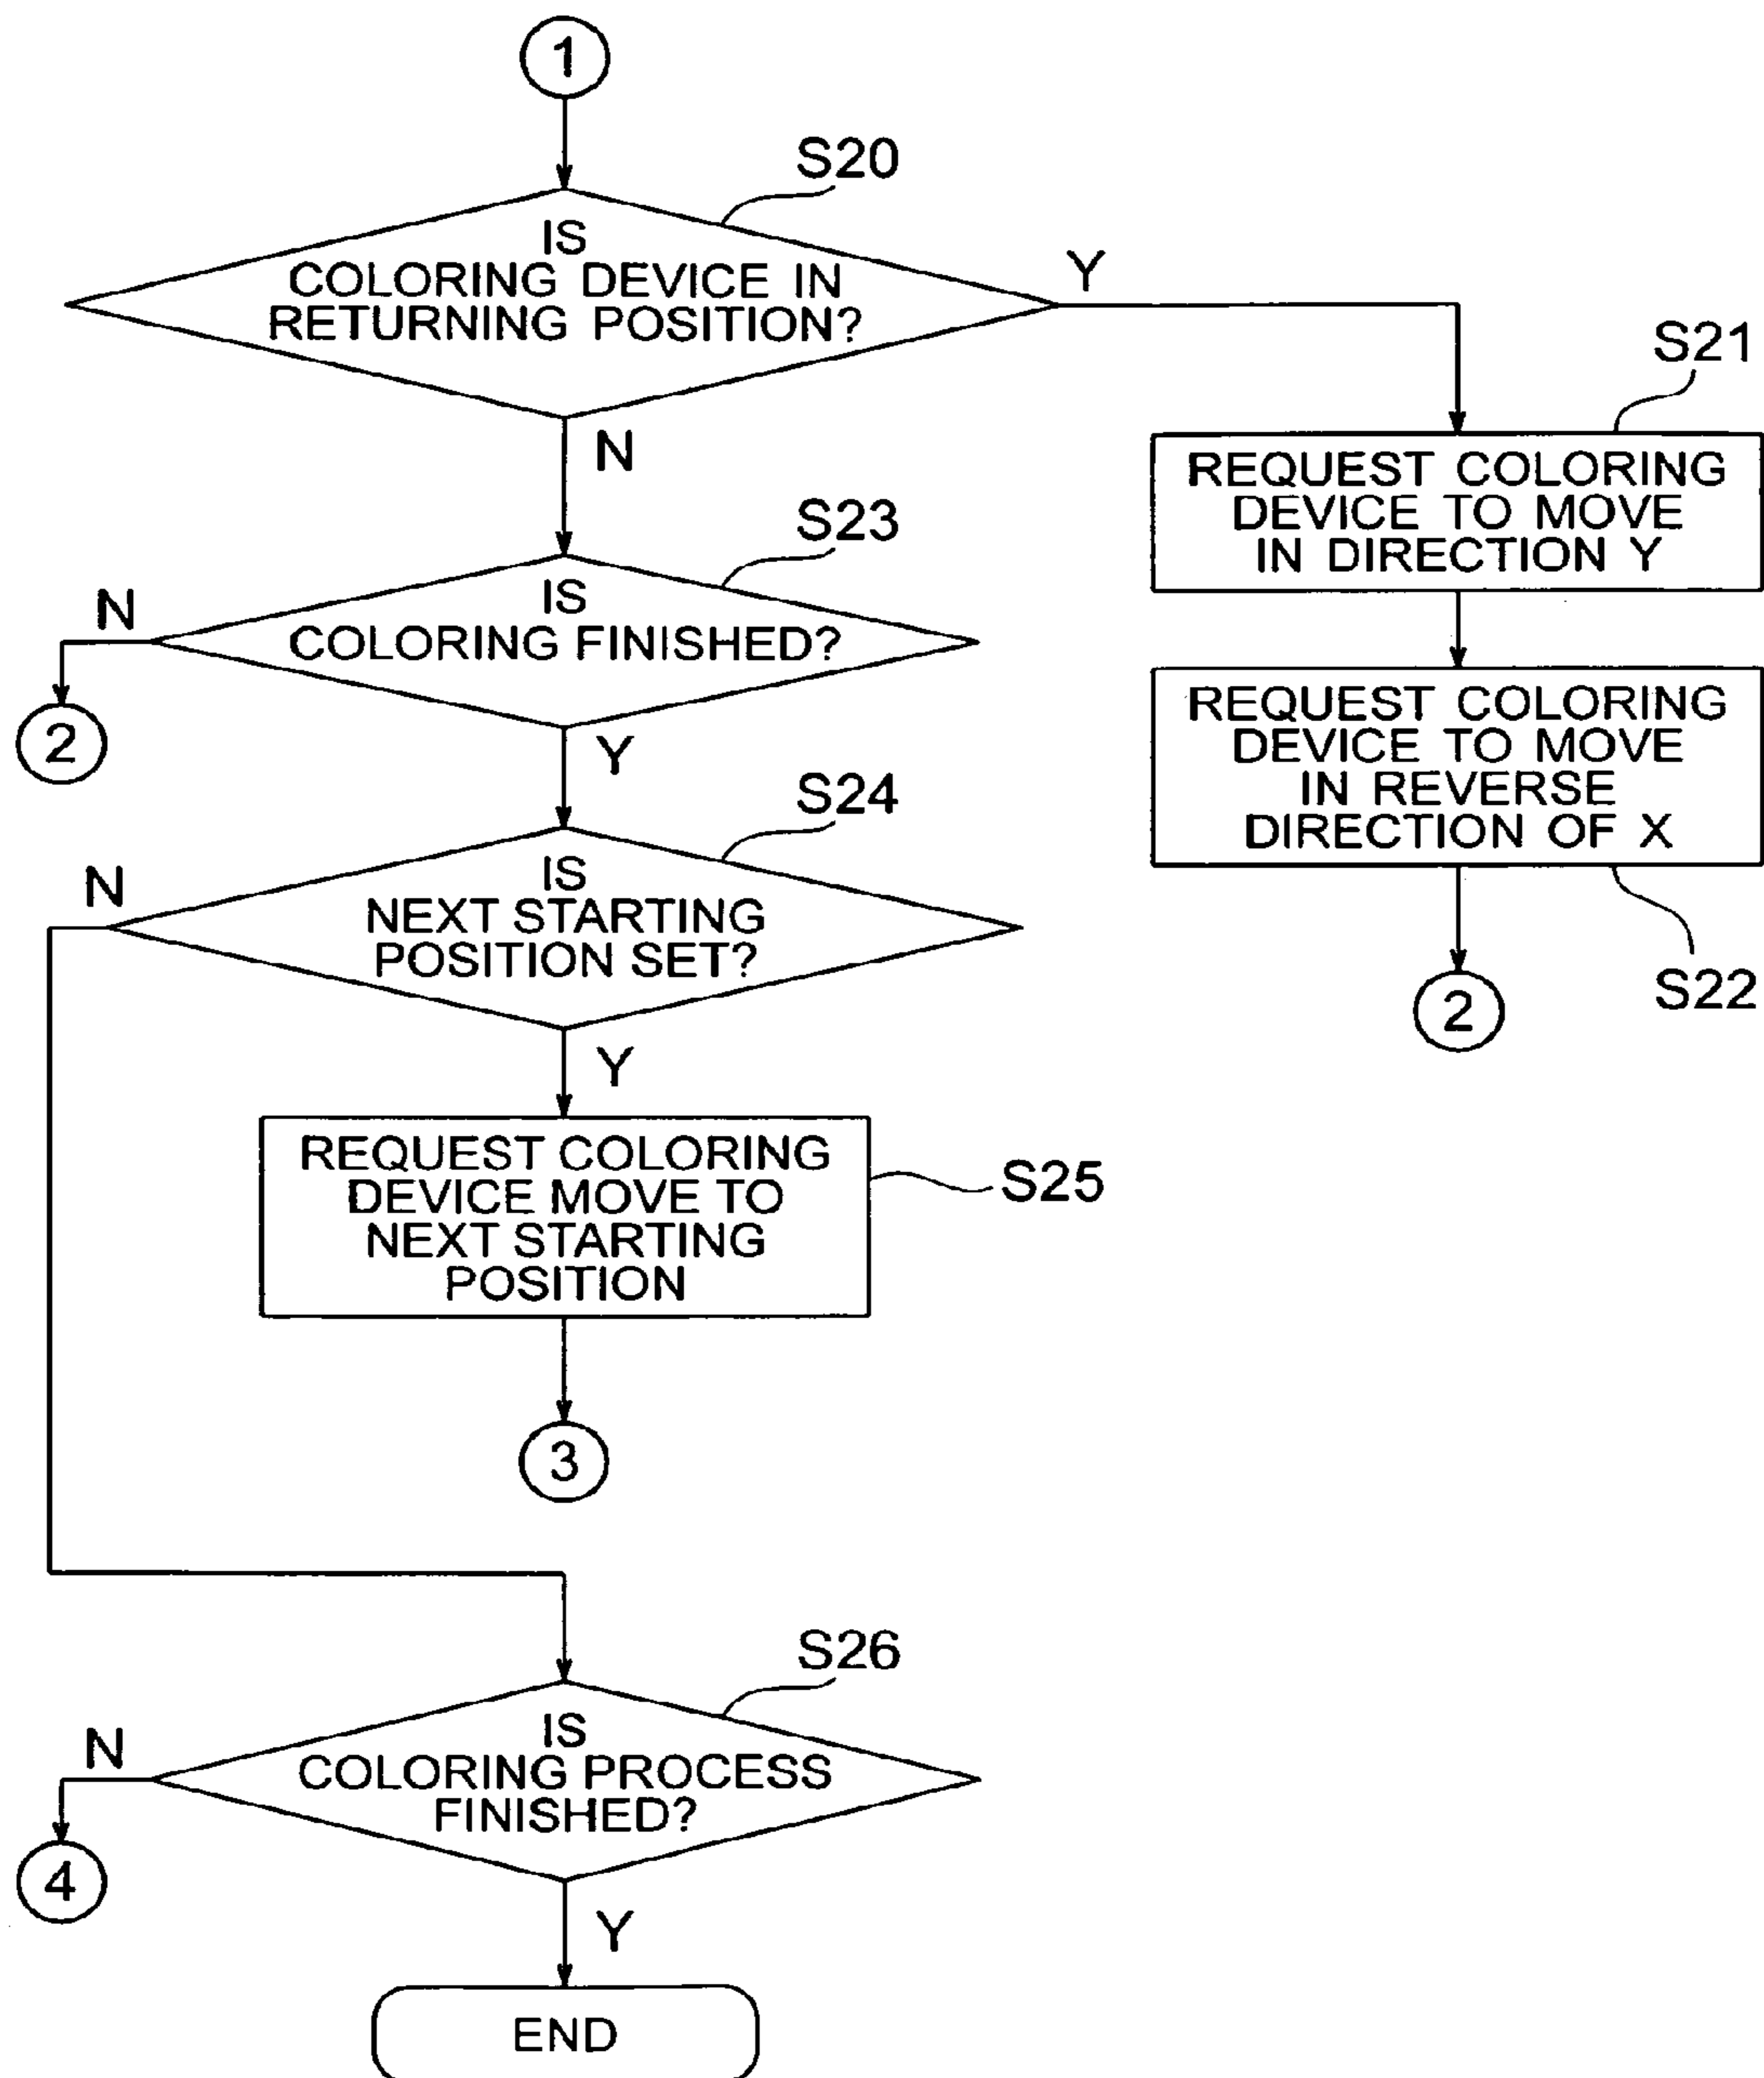 1
S20
IS
COLORING DEVICE IN
RETURNING POSITION?
Y
N
S21
REQUEST COLORING
DEVICE TO MOVE
IN DIRECTION Y
REQUEST COLORING
DEVICE TO MOVE
IN REVERSE
DIRECTION OF X
S22
2
S23
IS
COLORING FINISHED?
N
2
Y
S24
IS
NEXT STARTING
POSITION SET?
N
Y
REQUEST COLORING
DEVICE MOVE TO
NEXT STARTING
POSITION
S25
3
S26
IS
COLORING PROCESS
FINISHED?
N
4
Y
END